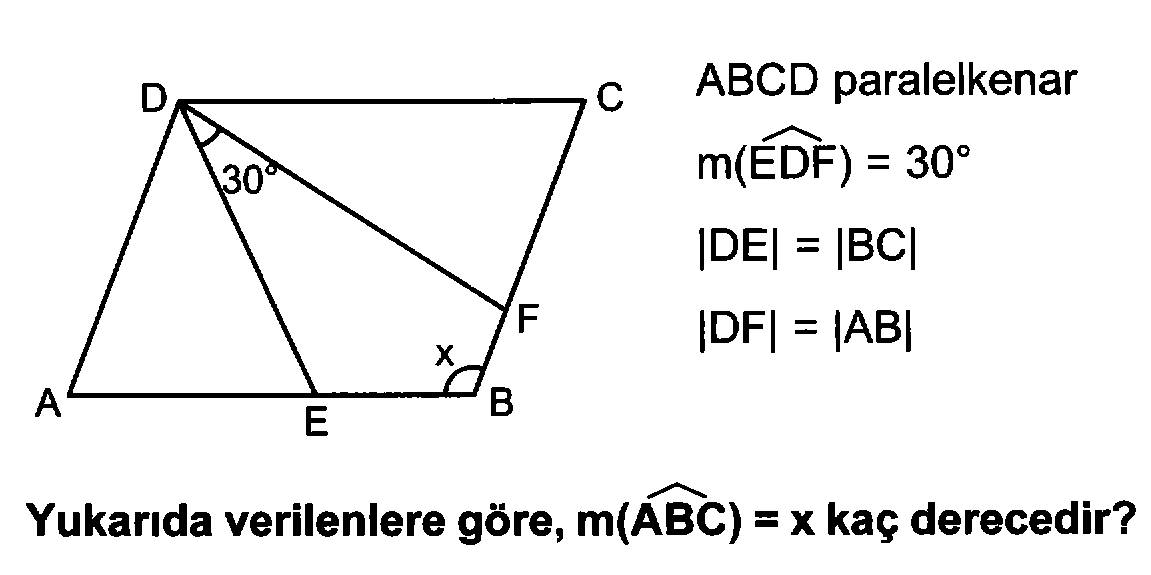 ABCD paralelkenar
D
C
30°
m(EDF) = 30°
|DE| = |BC|
|DF| = |AB|
F
x
A
E
B
Yukarıda verilenlere göre, m(ABC) = x kaç derecedir?